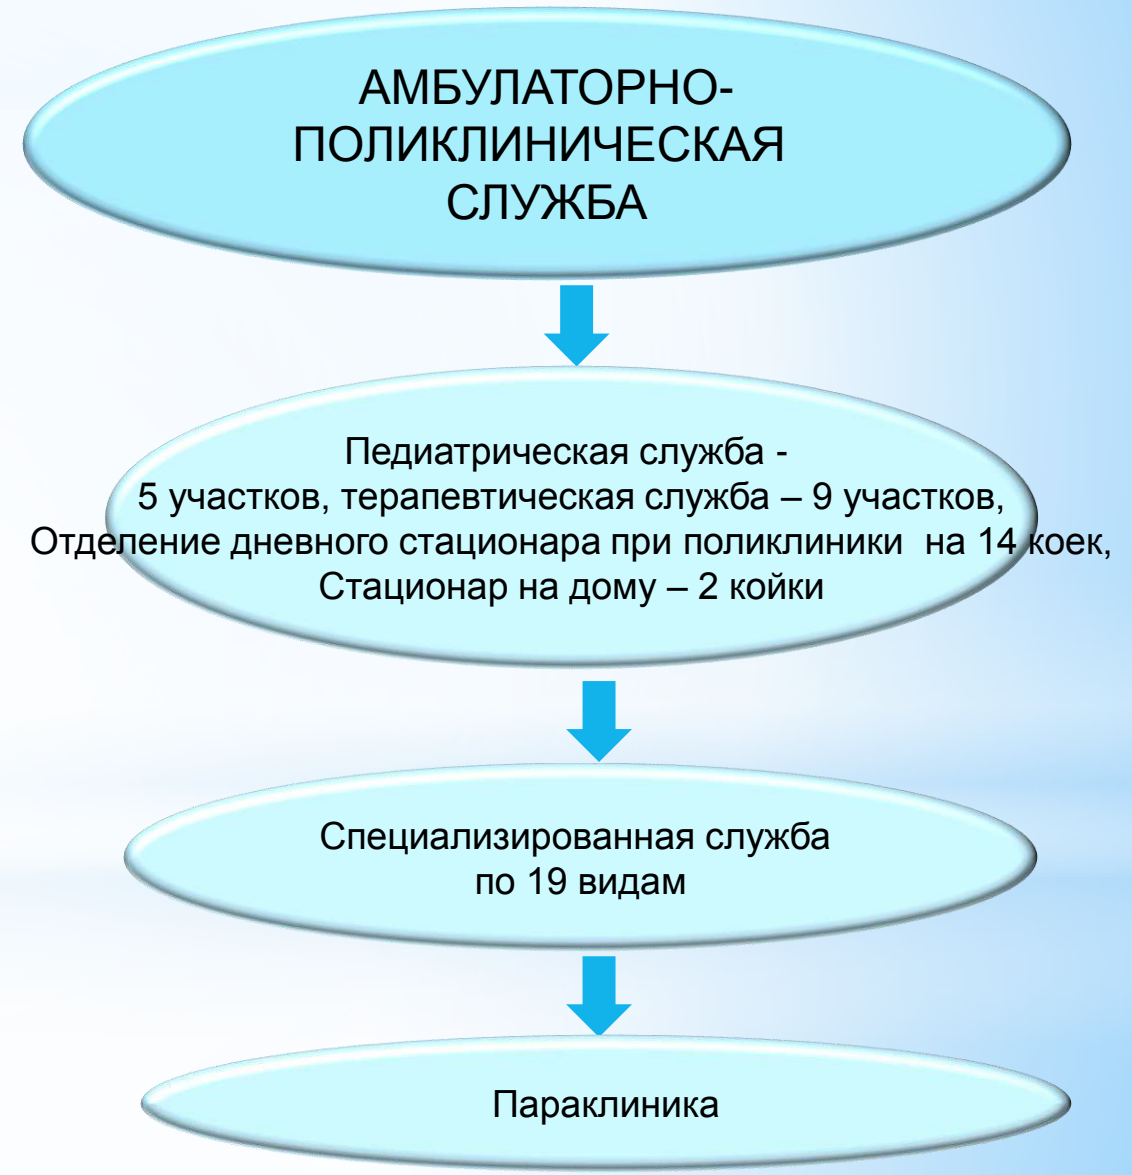 АМБУЛАТОРНО-
ПОЛИКЛИНИЧЕСКАЯ
СЛУЖБА
Педиатрическая служба -
5 участков, терапевтическая служба – 9 участков,
Отделение дневного стационара при поликлиники на 14 коек,
Стационар на дому – 2 койки
Специализированная служба
по 19 видам
Параклиника